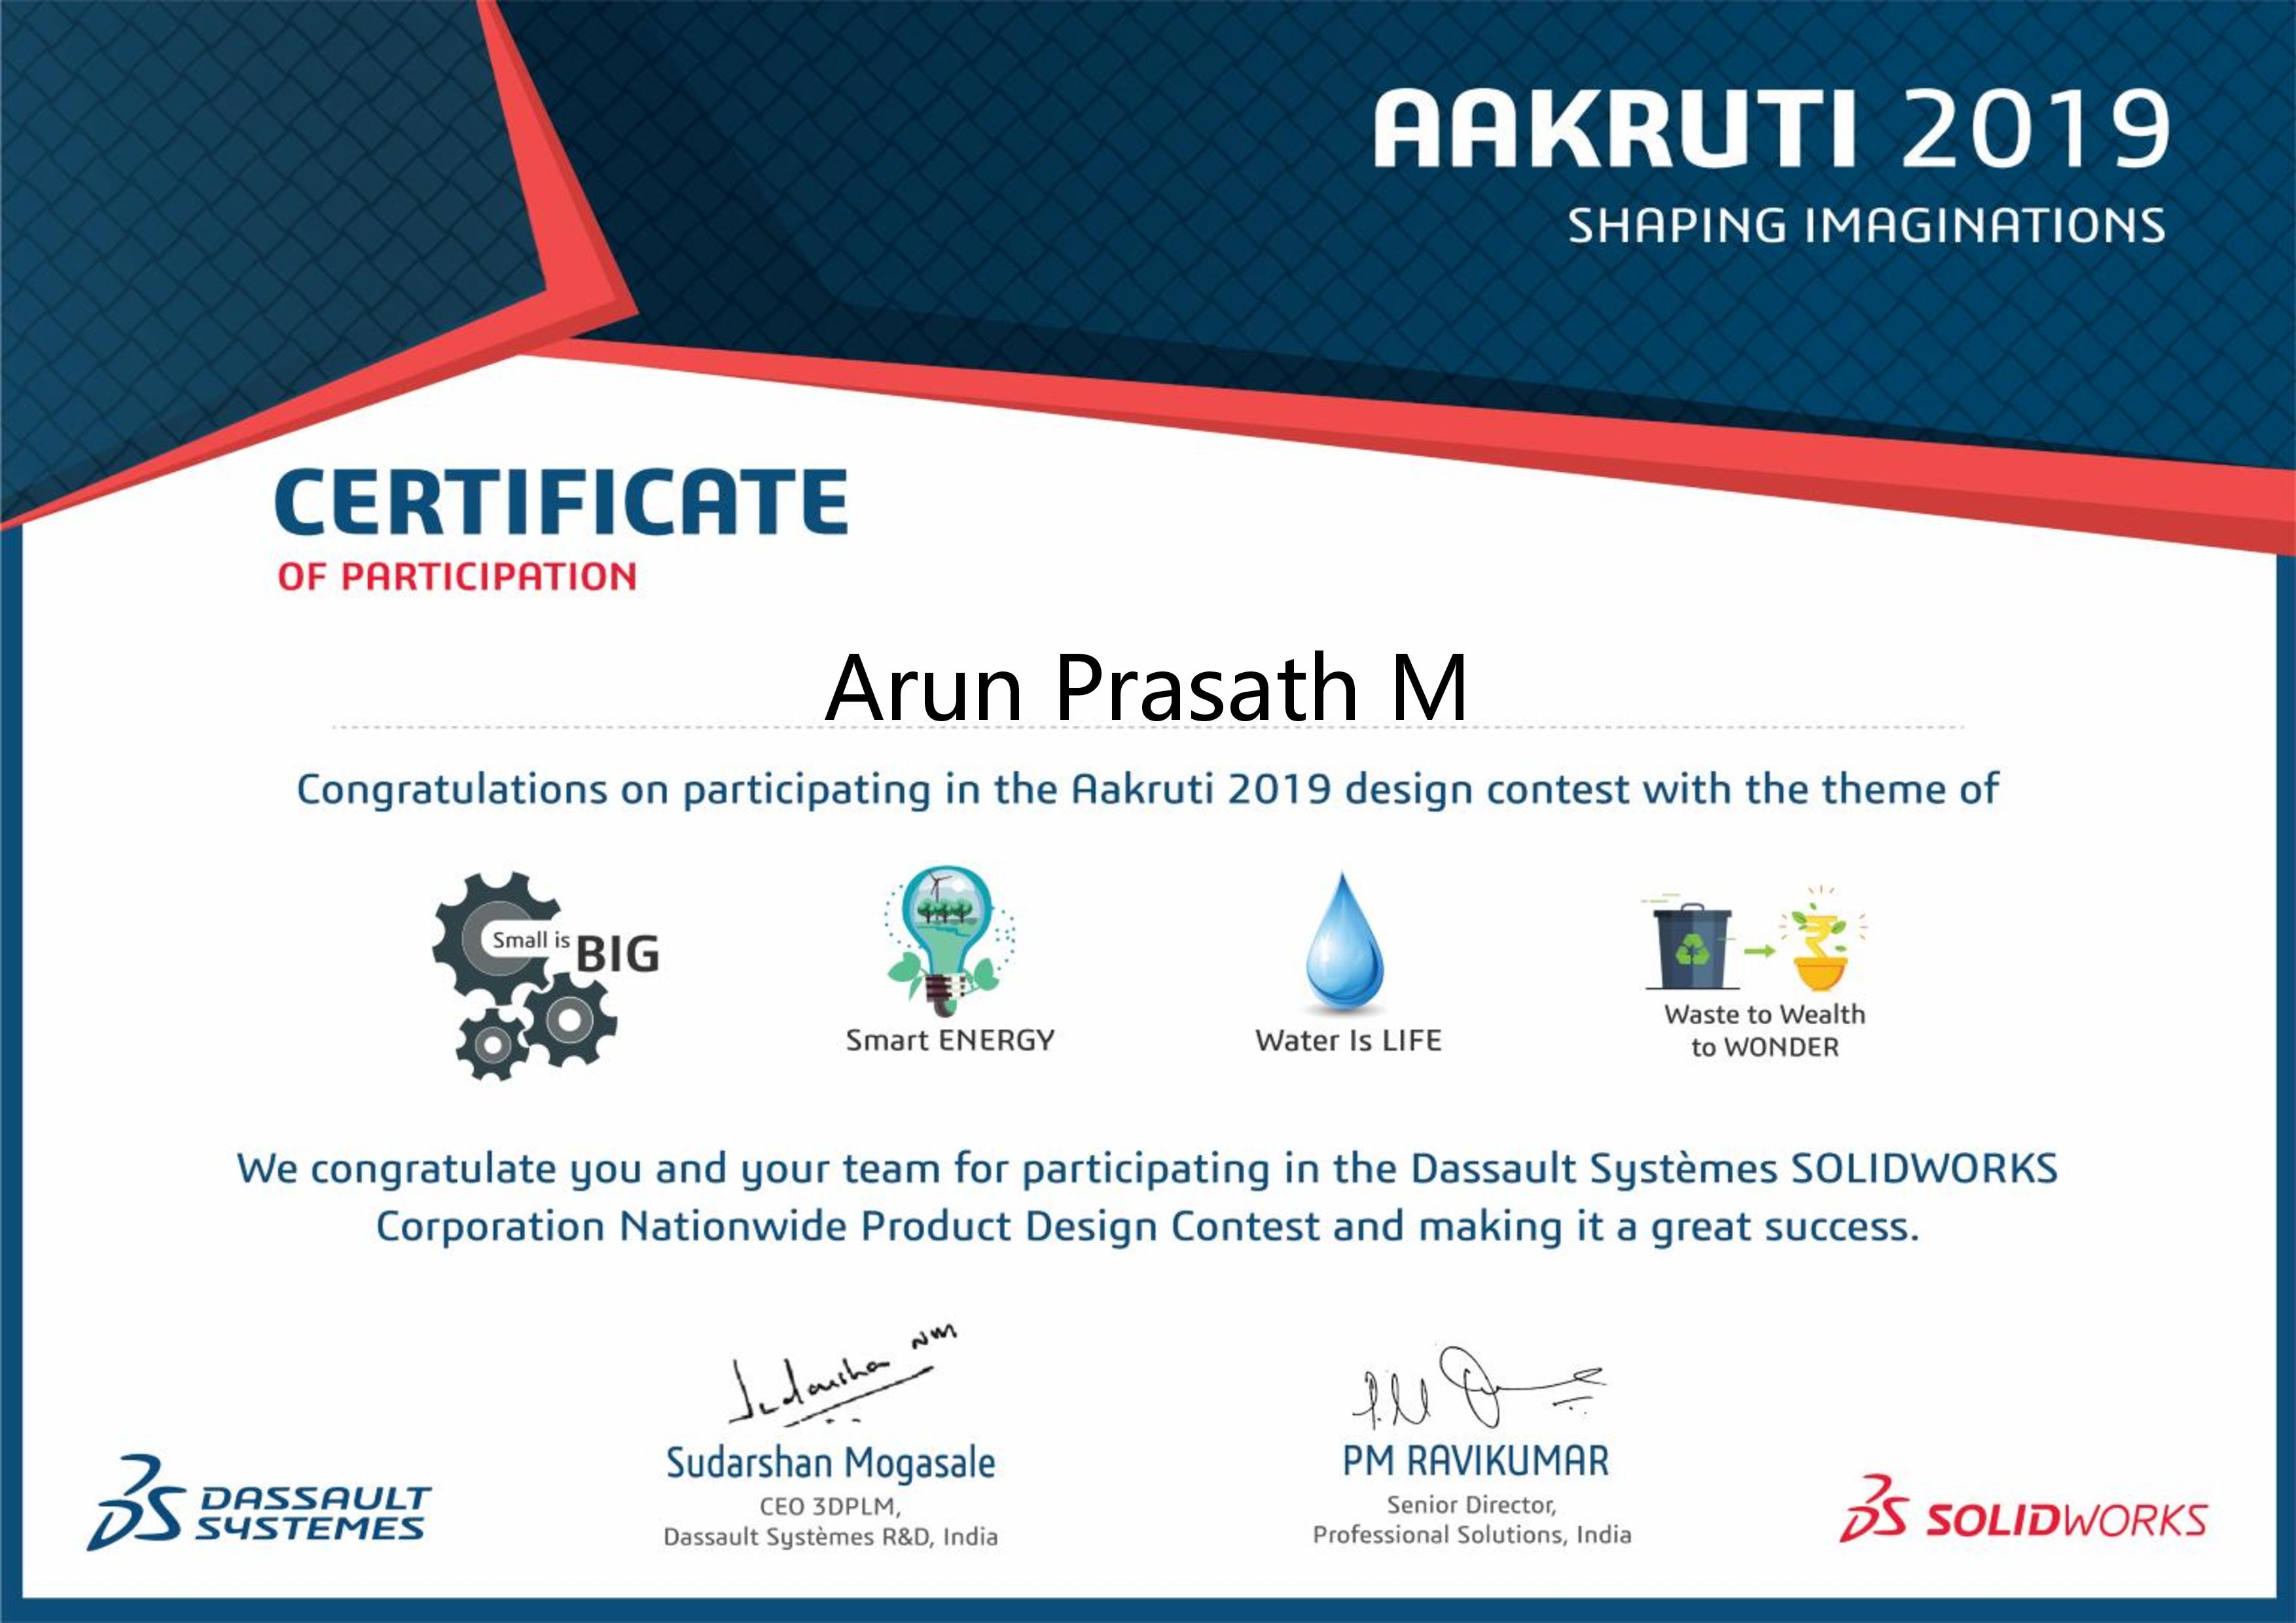 AAKRUTI 2019
SHAPING IMAGINATIONS
CERTIFICATE
OF PARTICIPATION
Arun Prasath M
Congratulations on participating in the Aakruti 2019 design contest with the theme of
Small is BIG
Smart ENERGY
Water Is LIFE
Waste to Wealth
to WONDER
We congratulate you and your team for participating in the Dassault Systèmes SOLIDWORKS
Corporation Nationwide Product Design Contest and making it a great success.
Sudarshan Mogasale
CEO 3DPLM,
Dassault Systèmes R&D, India
PM RAVIKUMAR
Senior Director,
Professional Solutions, India
DASSAULT
SYSTEMES
SOLIDWORKS